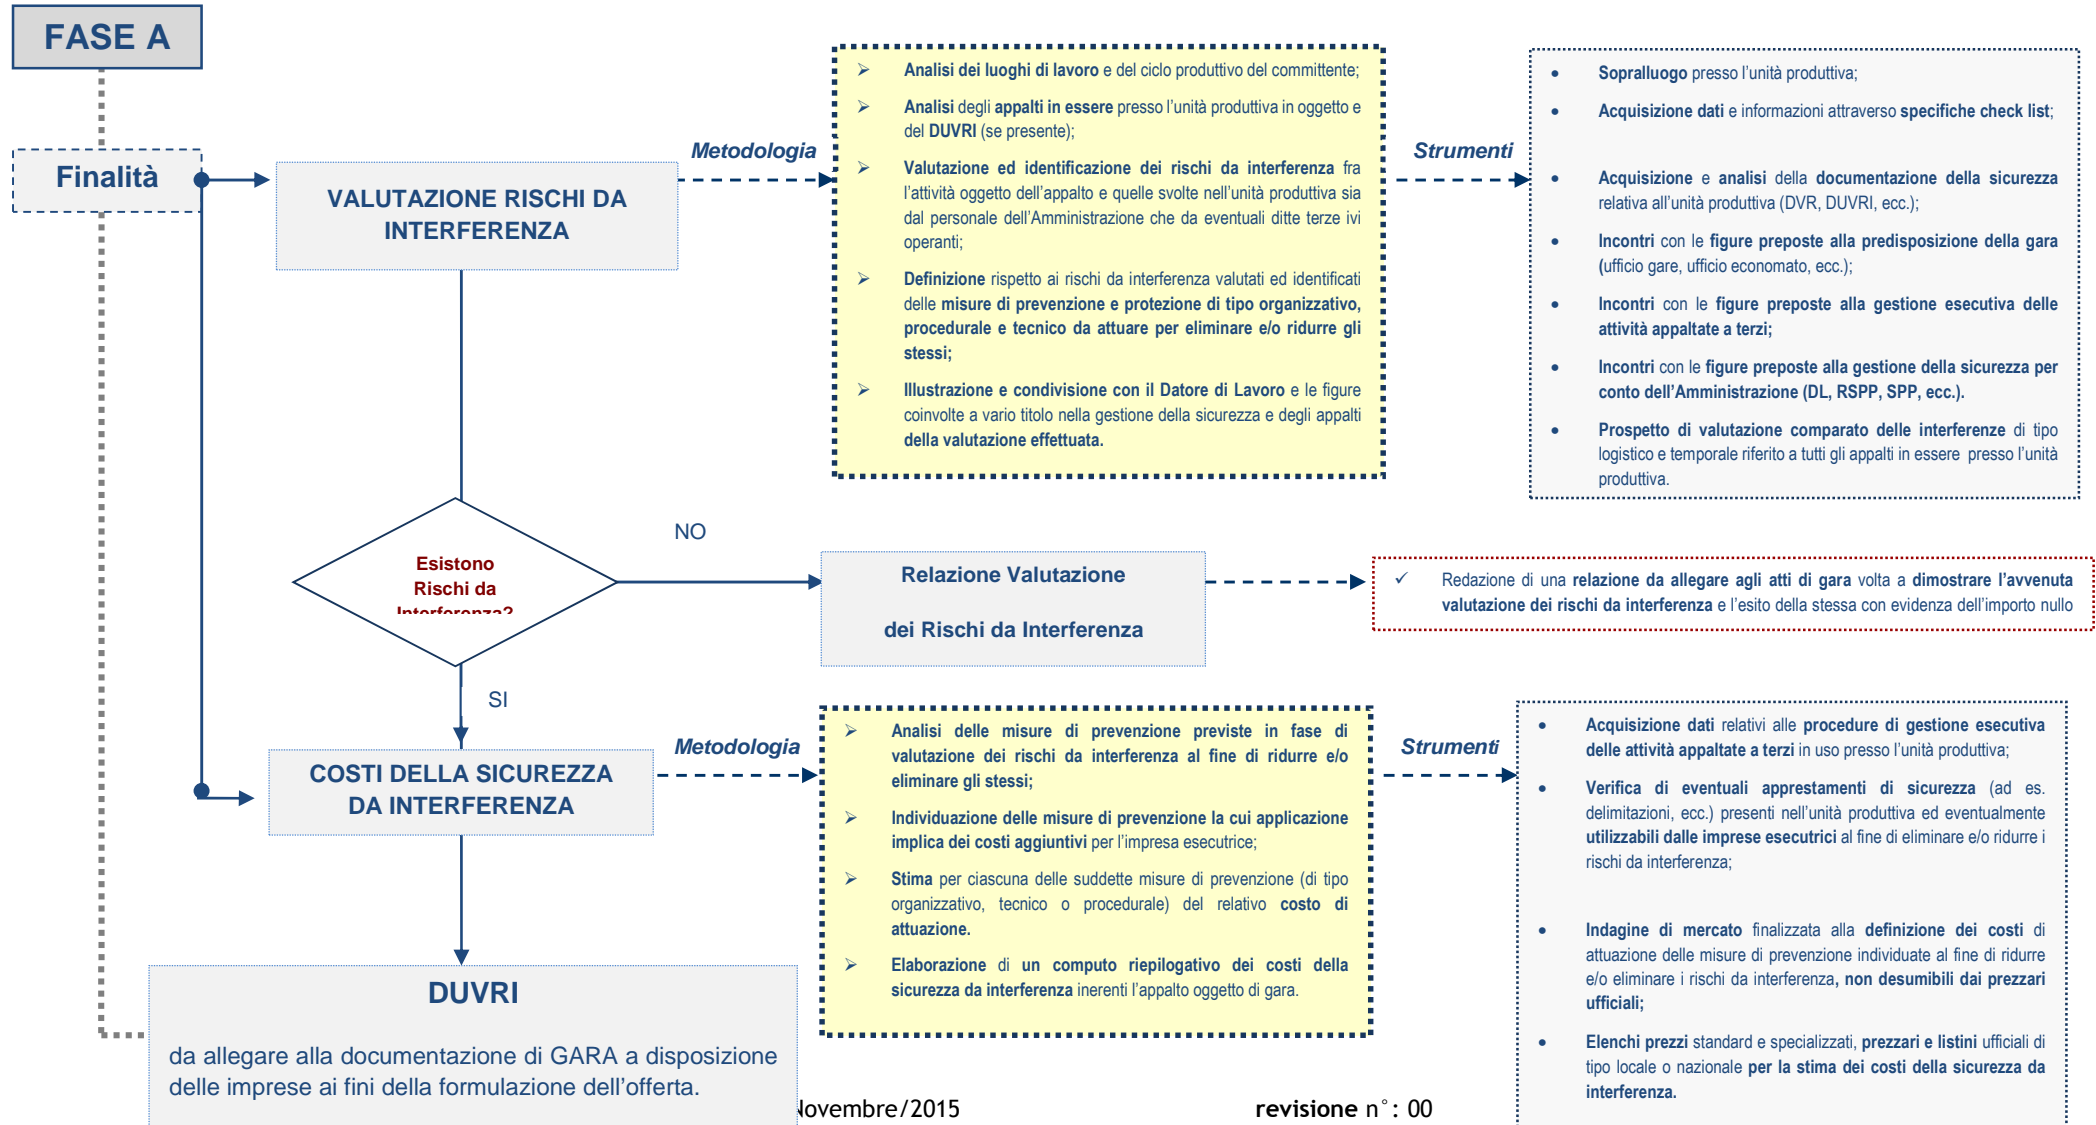 FASE A
Finalità
VALUTAZIONE RISCHI DA
INTERFERENZA
Metodologia
➢ Analisi dei luoghi di lavoro e del ciclo produttivo del committente;
➢ Analisi degli appalti in essere presso l’unità produttiva in oggetto e
del DUVRI (se presente);
➢ Valutazione ed identificazione dei rischi da interferenza fra
l’attività oggetto dell’appalto e quelle svolte nell’unità produttiva sia
dal personale dell’Amministrazione che da eventuali ditte terze ivi
operanti;
➢ Definizione rispetto ai rischi da interferenza valutati ed identificati
delle misure di prevenzione e protezione di tipo organizzativo,
procedurale e tecnico da attuare per eliminare e/o ridurre gli
stessi;
➢ Illustrazione e condivisione con il Datore di Lavoro e le figure
coinvolte a vario titolo nella gestione della sicurezza e degli appalti
della valutazione effettuata.
Strumenti
• Sopralluogo presso l’unità produttiva;
• Acquisizione dati e informazioni attraverso specifiche check list;
• Acquisizione e analisi della documentazione della sicurezza
relativa all’unità produttiva (DVR, DUVRI, ecc.);
• Incontri con le figure preposte alla predisposizione della gara
(ufficio gare, ufficio economato, ecc.);
• Incontri con le figure preposte alla gestione esecutiva delle
attività appaltate a terzi;
• Incontri con le figure preposte alla gestione della sicurezza per
conto dell’Amministrazione (DL, RSPP, SPP, ecc.).
• Prospetto di valutazione comparato delle interferenze di tipo
logistico e temporale riferito a tutti gli appalti in essere presso l’unità
produttiva.
Esistono
Rischi da
Interferenza?
NO
Relazione Valutazione
dei Rischi da Interferenza
✓ Redazione di una relazione da allegare agli atti di gara volta a dimostrare l’avvenuta
valutazione dei rischi da interferenza e l’esito della stessa con evidenza dell’importo nullo
SI
COSTI DELLA SICUREZZA
DA INTERFERENZA
Metodologia
➢ Analisi delle misure di prevenzione previste in fase di
valutazione dei rischi da interferenza al fine di ridurre e/o
eliminare gli stessi;
➢ Individuazione delle misure di prevenzione la cui applicazione
implica dei costi aggiuntivi per l’impresa esecutrice;
➢ Stima per ciascuna delle suddette misure di prevenzione (di tipo
organizzativo, tecnico o procedurale) del relativo costo di
attuazione.
➢ Elaborazione di un computo riepilogativo dei costi della
sicurezza da interferenza inerenti l’appalto oggetto di gara.
Strumenti
• Acquisizione dati relativi alle procedure di gestione esecutiva
delle attività appaltate a terzi in uso presso l’unità produttiva;
• Verifica di eventuali apprestamenti di sicurezza (ad es.
delimitazioni, ecc.) presenti nell’unità produttiva ed eventualmente
utilizzabili dalle imprese esecutrici al fine di eliminare e/o ridurre i
rischi da interferenza;
• Indagine di mercato finalizzata alla definizione dei costi di
attuazione delle misure di prevenzione individuate al fine di ridurre
e/o eliminare i rischi da interferenza, non desumibili dai prezzari
ufficiali;
• Elenchi prezzi standard e specializzati, prezzari e listini ufficiali di
tipo locale o nazionale per la stima dei costi della sicurezza da
interferenza.
DUVRI
da allegare alla documentazione di GARA a disposizione
delle imprese ai fini della formulazione dell’offerta.
Novembre/2015 revisione n°: 00